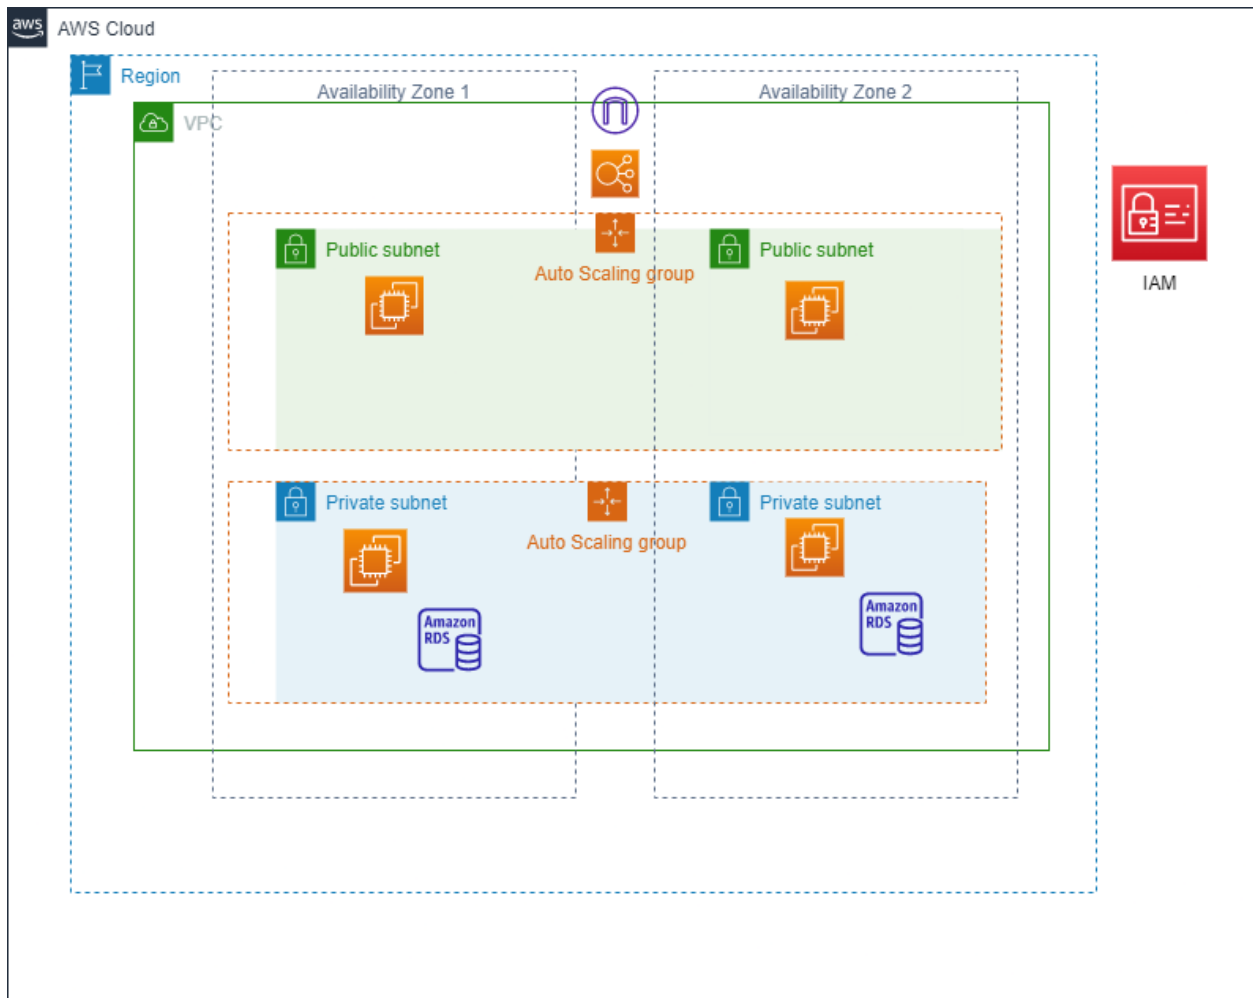 aws
AWS Cloud
Region
Availability Zone 1
Availability Zone 2
VPC
Public subnet
Public subnet
Auto Scaling group
IAM
Private subnet
Private subnet
Auto Scaling group
Amazon
RDS
Amazon
RDS